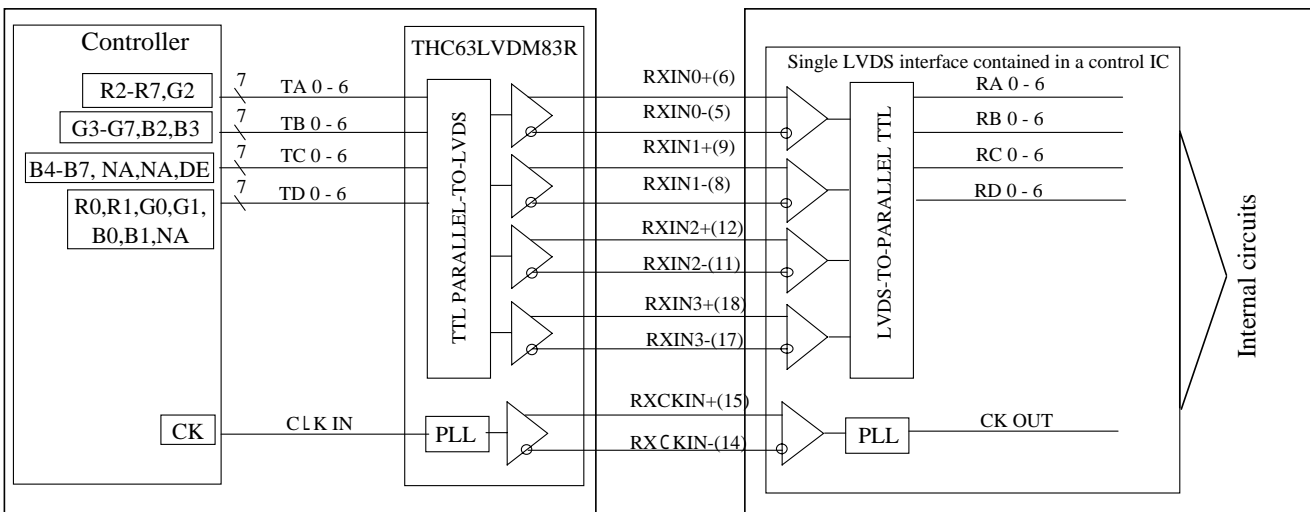 Controller
R2-R7,G2
G3-G7,B2,B3
B4-B7, NA,NA,DE
R0,R1,G0,G1,
B0,B1,NA
CK
7
TA 0 - 6
7
TB 0 - 6
7
TC 0 - 6
7
TD 0 - 6
CLK IN
THC63LVDM83R
TTL PARALLEL-TO-LVDS
PLL
RXIN0+(6)
RXIN0-(5)
RXIN1+(9)
RXIN1-(8)
RXIN2+(12)
RXIN2-(11)
RXIN3+(18)
RXIN3-(17)
RXCKIN+(15)
RXCKIN-(14)
Single LVDS interface contained in a control IC
LVDS-TO-PARALLEL TTL
PLL
RA 0 - 6
RB 0 - 6
RC 0 - 6
RD 0 - 6
CK OUT
Internal circuits